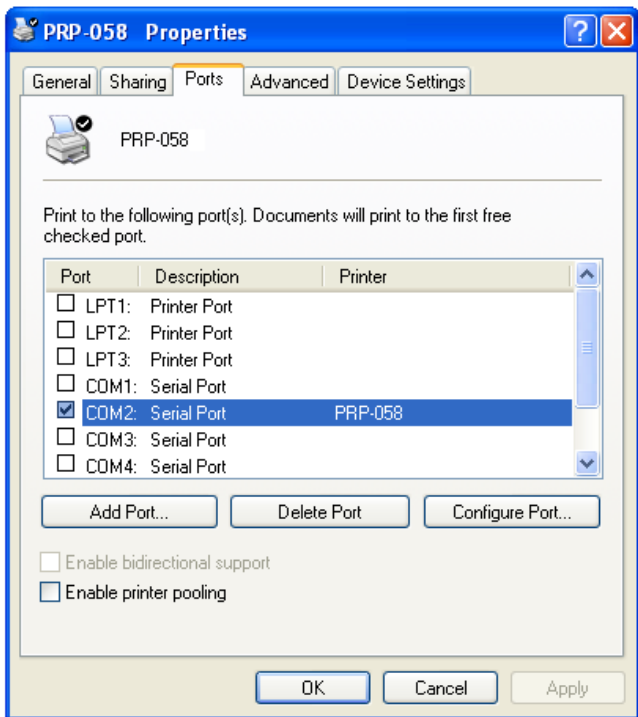 PRP-058 Properties
General Sharing Ports Advanced Device Settings
PRP-058
Print to the following port(s). Documents will print to the first free
checked port.
Port Description Printer
LPT1: Printer Port
LPT2: Printer Port
LPT3: Printer Port
COM1: Serial Port
COM2: Serial Port PRP-058
COM3: Serial Port
COM4: Serial Port
Add Port... Delete Port Configure Port...
Enable bidirectional support
Enable printer pooling
OK Cancel Apply